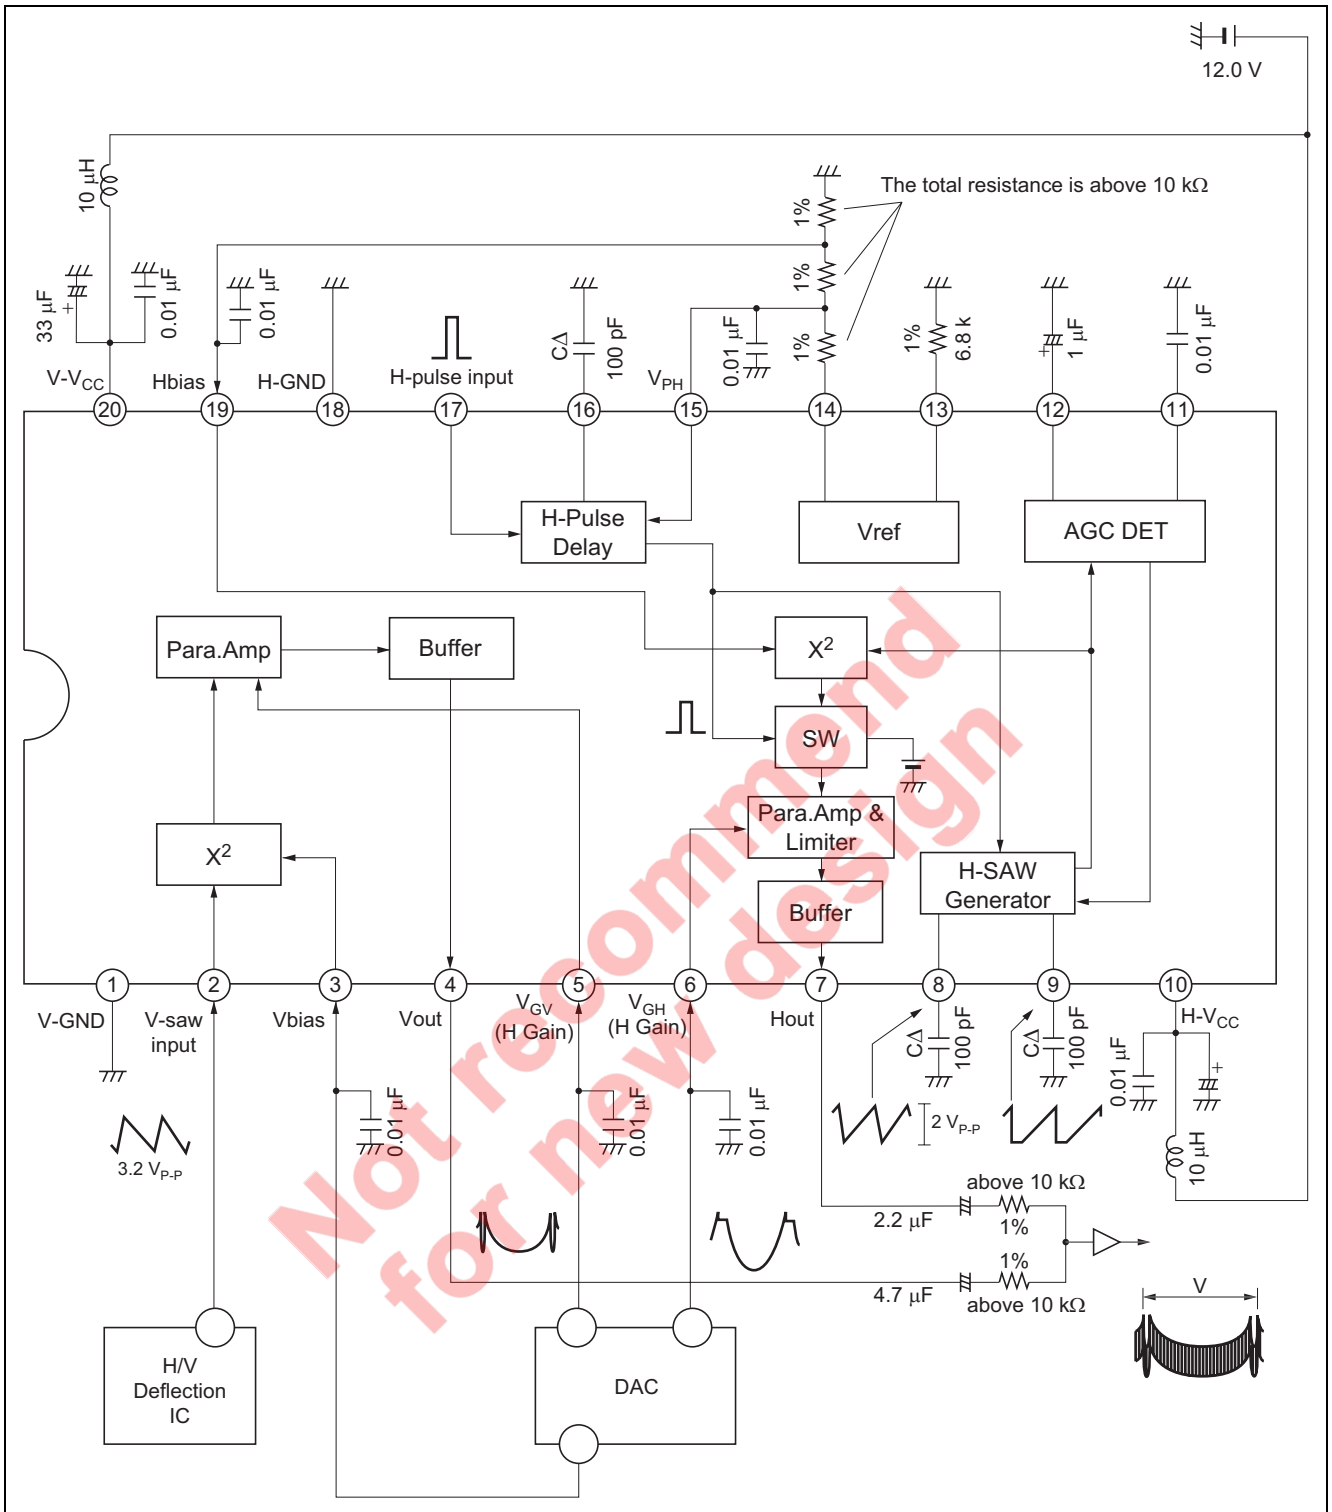 12.0 V
10 μH
The total resistance is above 10 kΩ
1%
33 μF
+
0.01 μF
0.01 μF
1%
CΔ
100 pF
0.01 μF
1%
1%
6.8 k
+
1 μF
0.01 μF
V-VCC
Hbias
H-GND
H-pulse input
VPH
20
19
18
17
16
15
14
13
12
11
H-Pulse
Delay
Vref
AGC DET
Para.Amp
Buffer
X2
SW
Para.Amp &
Limiter
X2
H-SAW
Generator
Buffer
1
2
3
4
5
6
7
8
9
10
V-GND
V-saw
input
Vbias
Vout
VGV
(H Gain)
VGH
(H Gain)
Hout
H-VCC
CΔ
100 pF
CΔ
100 pF
0.01 μF
+
0.01 μF
0.01 μF
0.01 μF
3.2 VP-P
2 VP-P
10 μH
above 10 kΩ
2.2 μF
1%
1%
4.7 μF
above 10 kΩ
V
H/V
Deflection
IC
DAC
Not recommend
for new design